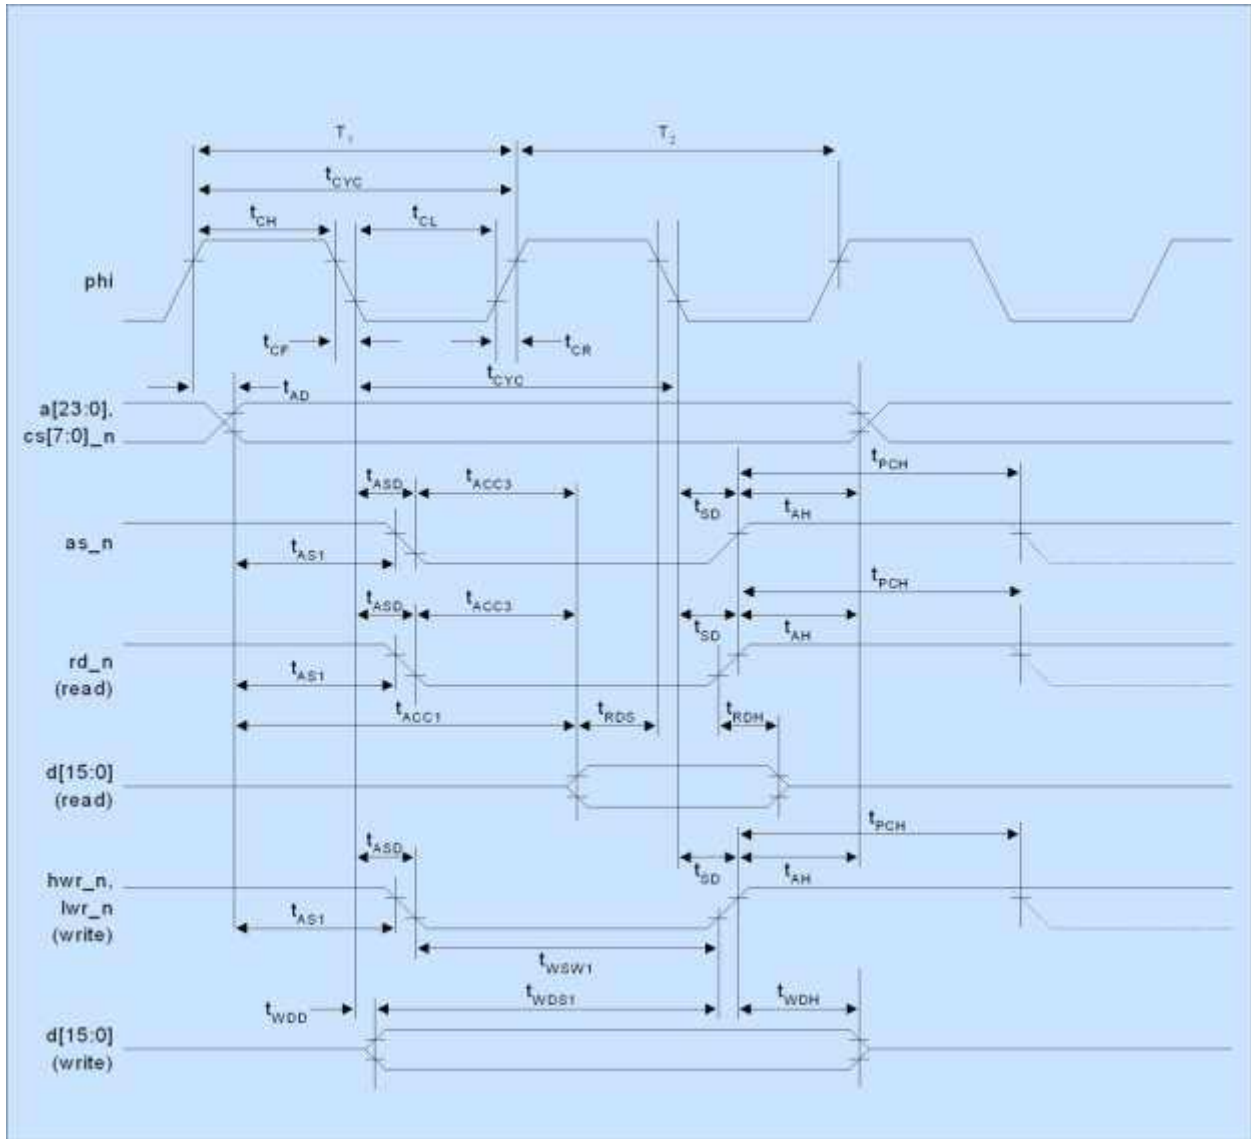 T1 T2
tCYC
tCH tCL
phi
tCF tCR
tCYC
tAD
a[23:0],
cs[7:0]_n
tPCH
tASD tACC3
tSD tAH
as_n
tAS1
tPCH
tASD tACC3
tSD tAH
rd_n
(read)
tAS1
tACC1 tRDS tRDH
d[15:0]
(read)
tPCH
tASD
tSD tAH
hwr_n,
lwr_n
(write)
tAS1
tWSW1
tWDS1 tWDH
tWDD
d[15:0]
(write)